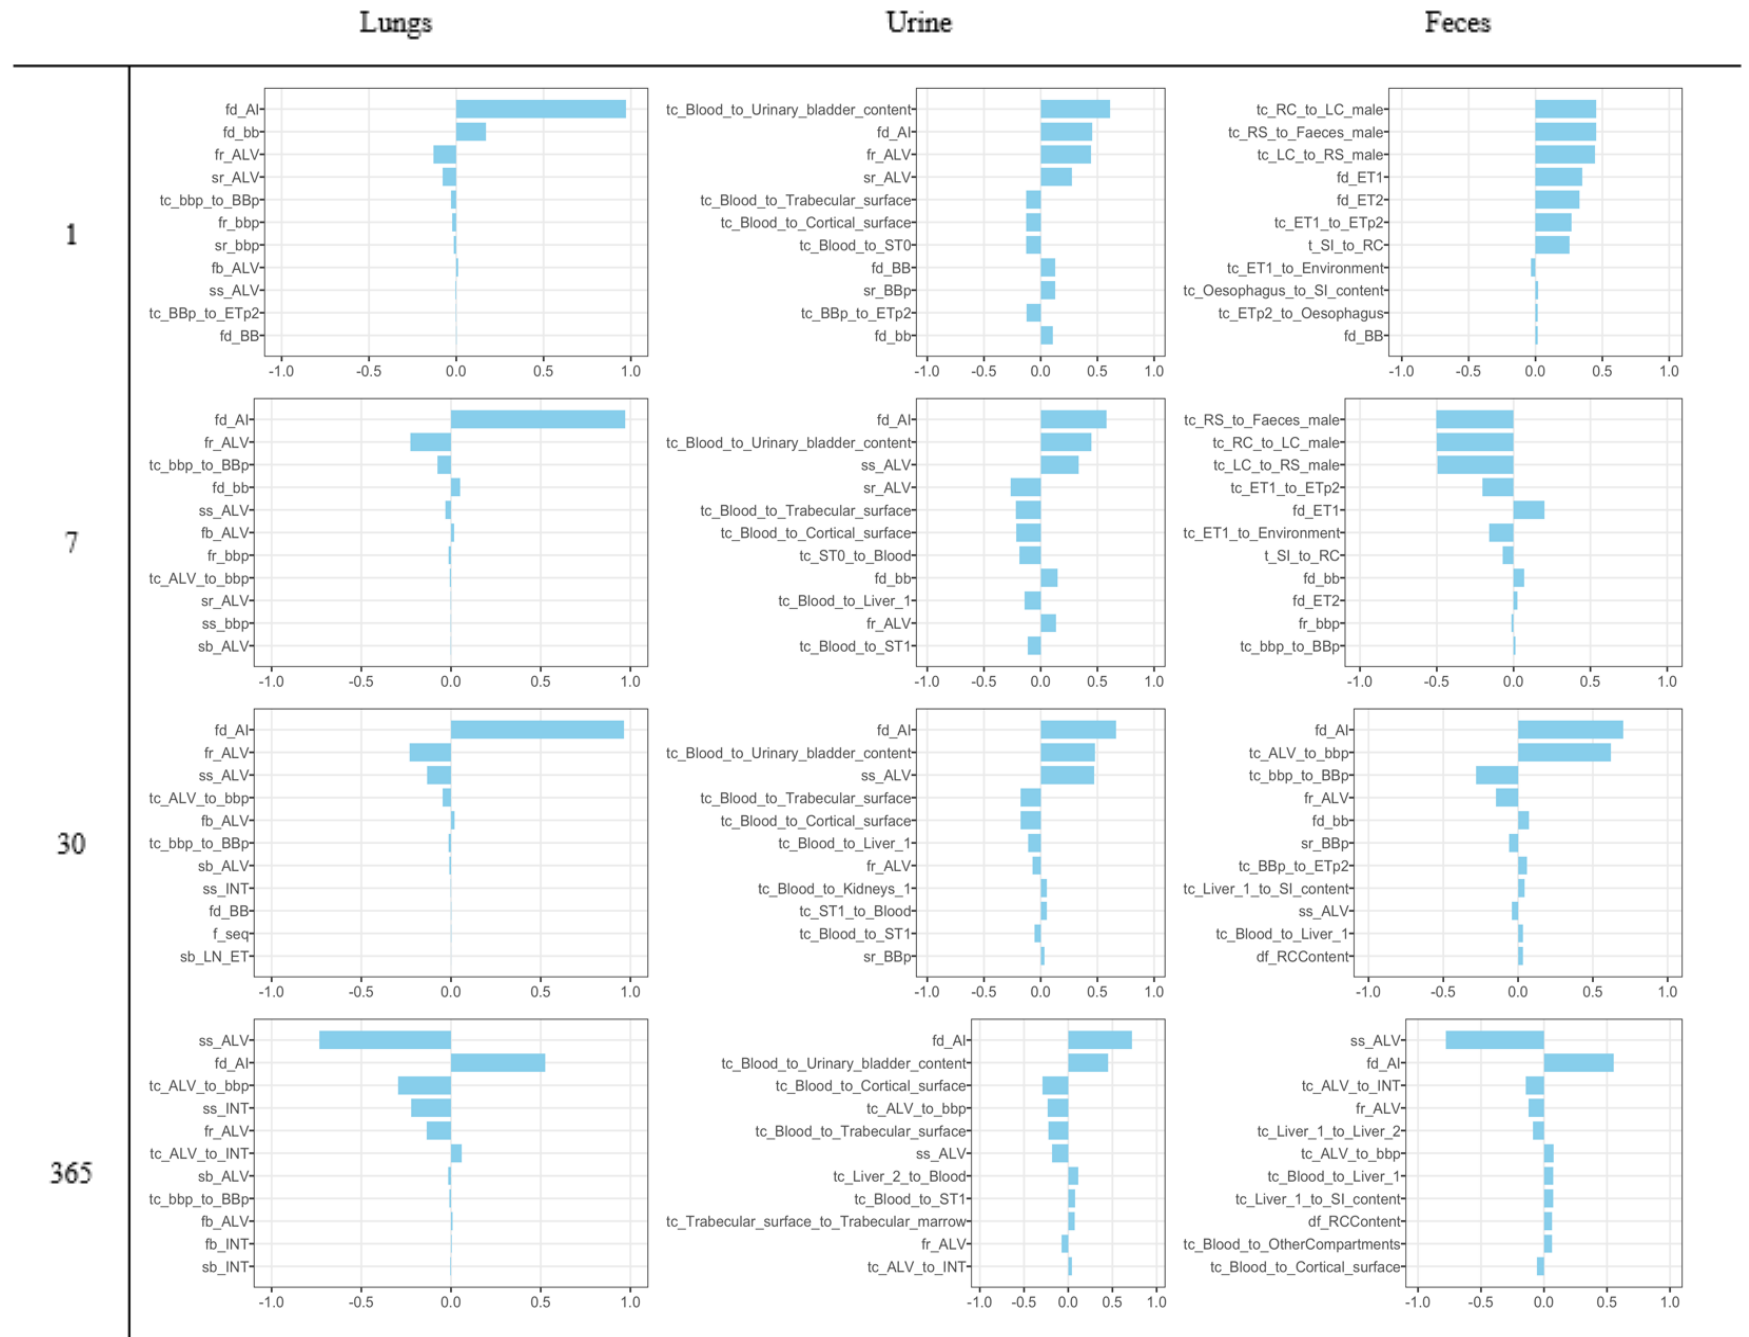 Lungs Urine Feces
1
fd_AI
fd_bb
fr_ALV
sr_ALV
tc_bbp_to_BBp
fr_bbp
sr_bbp
fb_ALV
ss_ALV
tc_BBp_to_ETp2
fd_BB
-1.0 -0.5 0.0 0.5 1.0
tc_Blood_to_Urinary_bladder_content
fd_AI
fr_ALV
sr_ALV
tc_Blood_to_Trabecular_surface
tc_Blood_to_Cortical_surface
tc_Blood_to_ST0
fd_BB
sr_BBp
tc_BBp_to_ETp2
fd_bb
-1.0 -0.5 0.0 0.5 1.0
tc_RC_to_LC_male
tc_RS_to_Faeces_male
tc_LC_to_RS_male
fd_ET1
fd_ET2
tc_ET1_to_ETp2
t_SI_to_RC
tc_ET1_to_Environment
tc_Oesophagus_to_SI_content
tc_ETp2_to_Oesophagus
fd_BB
-1.0 -0.5 0.0 0.5 1.0
7
fd_AI
fr_ALV
tc_bbp_to_BBp
fd_bb
ss_ALV
fb_ALV
fr_bbp
tc_ALV_to_bbp
sr_ALV
ss_bbp
sb_ALV
-1.0 -0.5 0.0 0.5 1.0
fd_AI
tc_Blood_to_Urinary_bladder_content
ss_ALV
sr_ALV
tc_Blood_to_Trabecular_surface
tc_Blood_to_Cortical_surface
tc_ST0_to_Blood
fd_bb
tc_Blood_to_Liver_1
fr_ALV
tc_Blood_to_ST1
-1.0 -0.5 0.0 0.5 1.0
tc_RS_to_Faeces_male
tc_RC_to_LC_male
tc_LC_to_RS_male
tc_ET1_to_ETp2
fd_ET1
tc_ET1_to_Environment
t_SI_to_RC
fd_bb
fd_ET2
fr_bbp
tc_bbp_to_BBp
-1.0 -0.5 0.0 0.5 1.0
30
fd_AI
fr_ALV
ss_ALV
tc_ALV_to_bbp
fb_ALV
tc_bbp_to_BBp
sb_ALV
ss_INT
fd_BB
f_seq
sb_LN_ET
-1.0 -0.5 0.0 0.5 1.0
fd_AI
tc_Blood_to_Urinary_bladder_content
ss_ALV
tc_Blood_to_Trabecular_surface
tc_Blood_to_Cortical_surface
tc_Blood_to_Liver_1
fr_ALV
tc_Blood_to_Kidneys_1
tc_ST1_to_Blood
tc_Blood_to_ST1
sr_BBp
-1.0 -0.5 0.0 0.5 1.0
fd_AI
tc_ALV_to_bbp
tc_bbp_to_BBp
fr_ALV
fd_bb
sr_BBp
tc_BBp_to_ETp2
tc_Liver_1_to_SI_content
ss_ALV
tc_Blood_to_Liver_1
df_RCContent
-1.0 -0.5 0.0 0.5 1.0
365
ss_ALV
fd_AI
tc_ALV_to_bbp
ss_INT
fr_ALV
tc_ALV_to_INT
sb_ALV
tc_bbp_to_BBp
fb_ALV
fb_INT
sb_INT
-1.0 -0.5 0.0 0.5 1.0
fd_AI
tc_Blood_to_Urinary_bladder_content
tc_Blood_to_Cortical_surface
tc_ALV_to_bbp
tc_Blood_to_Trabecular_surface
ss_ALV
tc_Liver_2_to_Blood
tc_Blood_to_ST1
tc_Trabecular_surface_to_Trabecular_marrow
fr_ALV
tc_ALV_to_INT
-1.0 -0.5 0.0 0.5 1.0
ss_ALV
fd_AI
tc_ALV_to_INT
fr_ALV
tc_Liver_1_to_Liver_2
tc_ALV_to_bbp
tc_Blood_to_Liver_1
tc_Liver_1_to_SI_content
df_RCContent
tc_Blood_to_OtherCompartments
tc_Blood_to_Cortical_surface
-1.0 -0.5 0.0 0.5 1.0